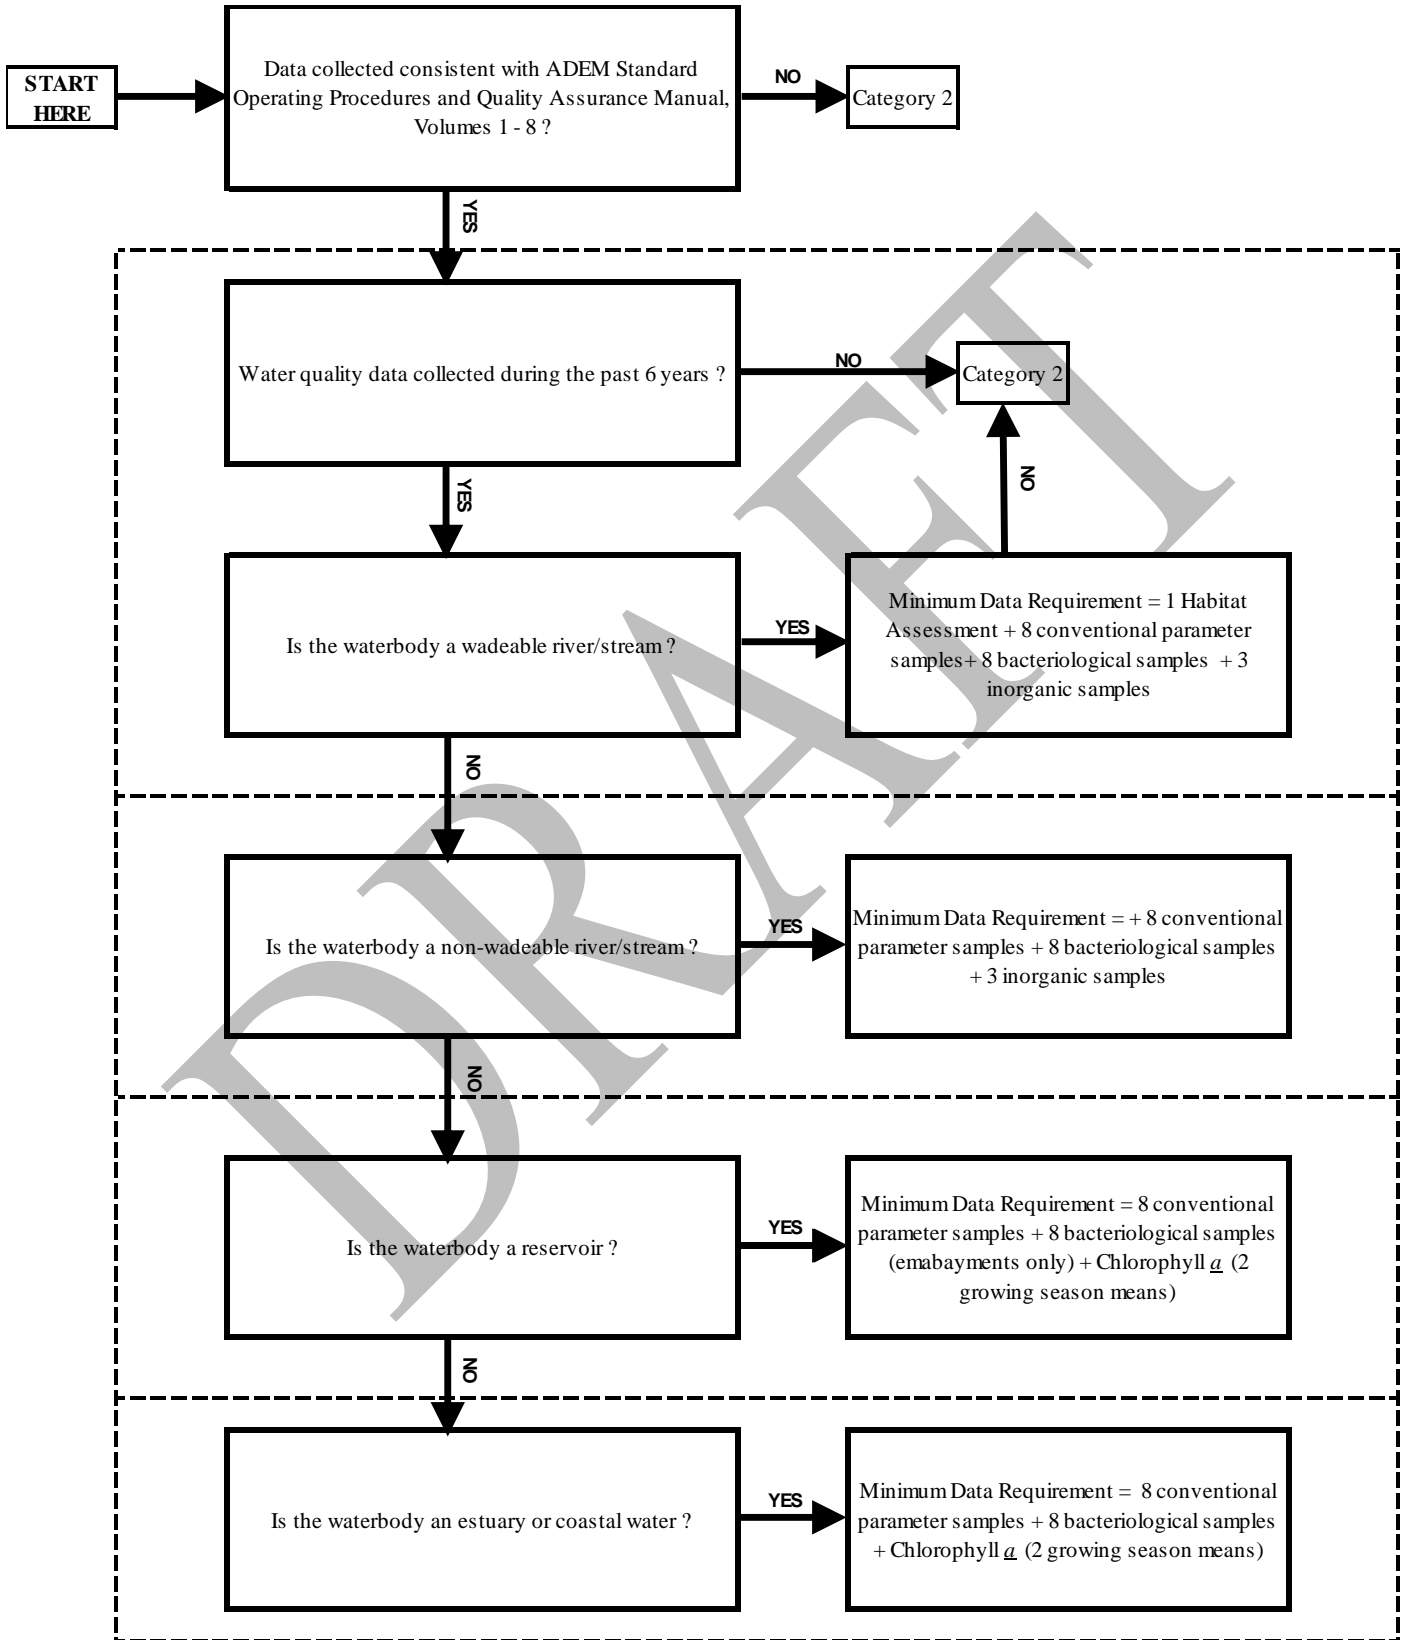 START
HERE
Data collected consistent with ADEM Standard
Operating Procedures and Quality Assurance Manual,
Volumes 1 - 8 ?
NO
Category 2
YES
Water quality data collected during the past 6 years ?
NO
Category 2
YES
NO
Is the waterbody a wadeable river/stream ?
YES
Minimum Data Requirement = 1 Habitat
Assessment + 8 conventional parameter
samples+ 8 bacteriological samples + 3
inorganic samples
NO
Is the waterbody a non-wadeable river/stream ?
YES
Minimum Data Requirement = + 8 conventional
parameter samples + 8 bacteriological samples
+ 3 inorganic samples
NO
Is the waterbody a reservoir ?
YES
Minimum Data Requirement = 8 conventional
parameter samples + 8 bacteriological samples
(emabayments only) + Chlorophyll a (2
growing season means)
NO
Is the waterbody an estuary or coastal water ?
YES
Minimum Data Requirement = 8 conventional
parameter samples + 8 bacteriological samples
+ Chlorophyll a (2 growing season means)
DRAFT